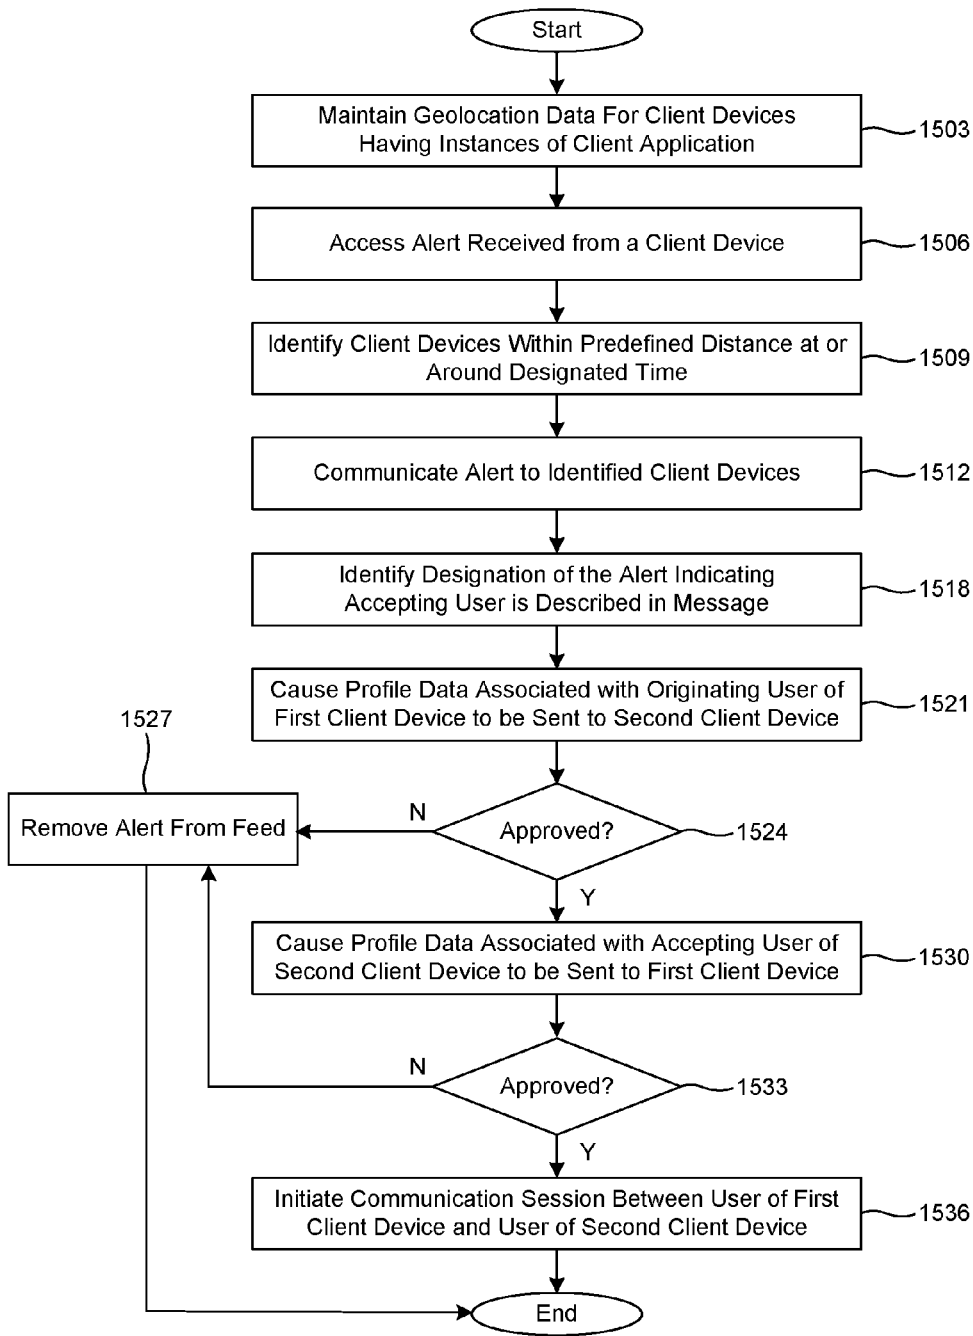 Start
Maintain Geolocation Data For Client Devices
Having Instances of Client Application
1503
Access Alert Received from a Client Device
1506
Identify Client Devices Within Predefined Distance at or
Around Designated Time
1509
Communicate Alert to Identified Client Devices
1512
Identify Designation of the Alert Indicating
Accepting User is Described in Message
1518
Cause Profile Data Associated with Originating User of
First Client Device to be Sent to Second Client Device
1521
1527
Remove Alert From Feed
N
Approved?
1524
Y
Cause Profile Data Associated with Accepting User of
Second Client Device to be Sent to First Client Device
1530
N
Approved?
1533
Y
Initiate Communication Session Between User of First
Client Device and User of Second Client Device
1536
End